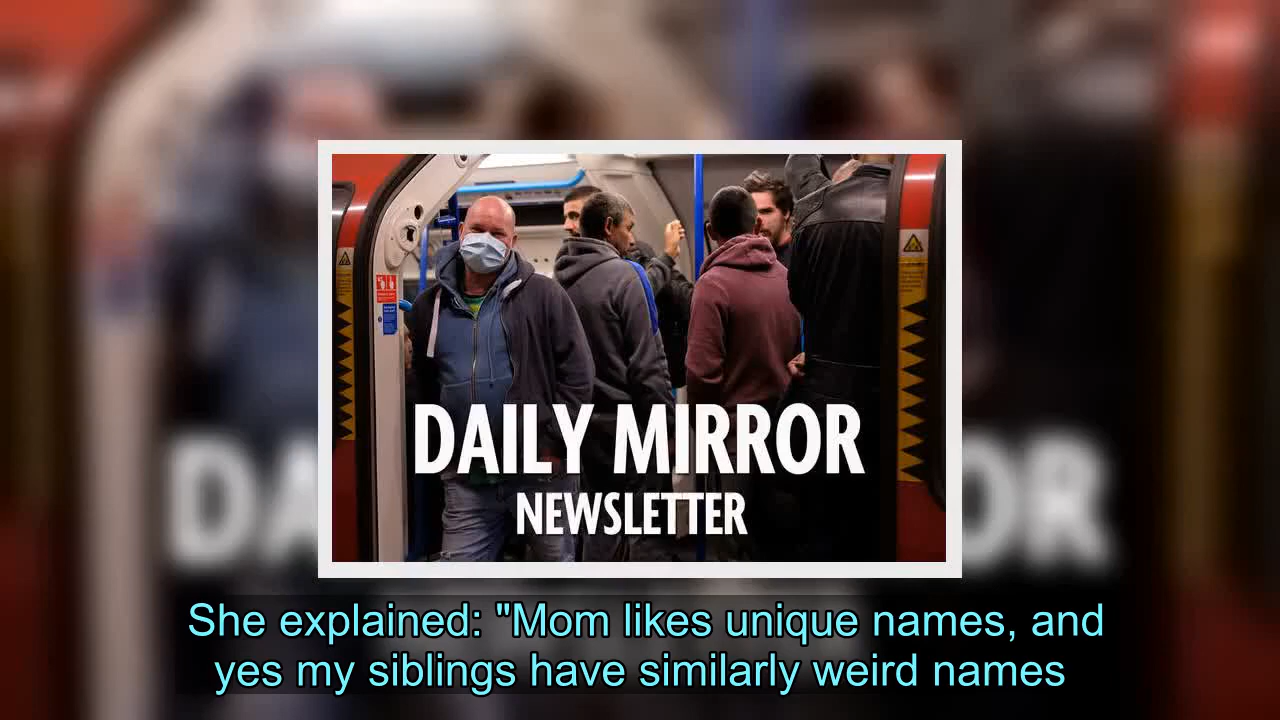 DAILY MIRROR
NEWSLETTER
She explained: "Mom likes unique names, and
yes my siblings have similarly weird names